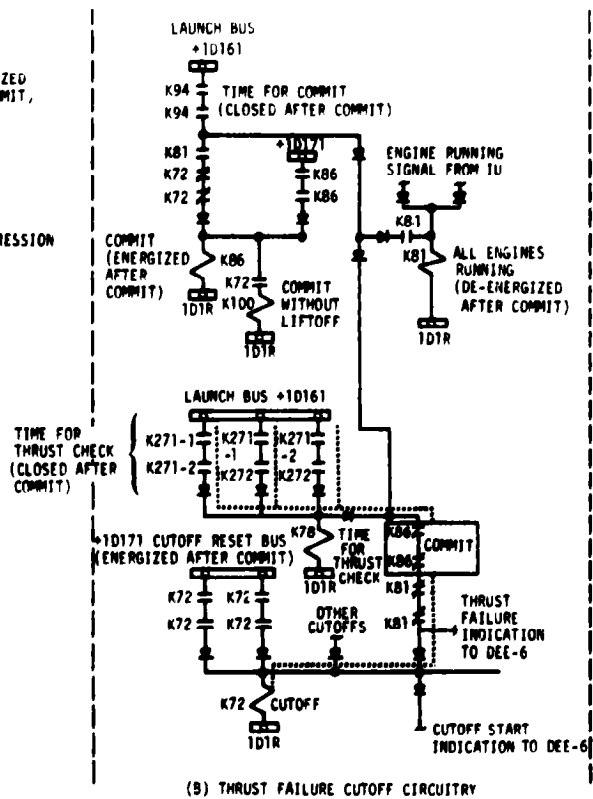 LAUNCH BUS
+1D161
ZED
MIT,
K94
K94
TIME FOR COMMIT
(CLOSED AFTER COMMIT)
+1D171
K81
K72
K72
K86
K86
ENGINE RUNNING
SIGNAL FROM IU
K81
RESSION
COMMIT
(ENERGIZED
AFTER
COMMIT)
K86
K72
K100
COMMIT
WITHOUT
LIFTOFF
K81
ALL ENGINES
RUNNING
(DE-ENERGIZED
AFTER COMMIT)
1D1R
1D1R
1D1R
LAUNCH BUS +1D161
TIME FOR
THRUST CHECK
(CLOSED AFTER
COMMIT)
K271-1
K271-2
K271
-1
K272
K271
-2
K272
K78
TIME
FOR
THRUST
CHECK
1D1R
K86
K86
COMMIT
+1D171 CUTOFF RESET BUS
(ENERGIZED AFTER COMMIT)
K72
K72
K72
K72
OTHER
CUTOFFS
K81
K81
THRUST
FAILURE
INDICATION
TO DEE-6
K72
CUTOFF
1D1R
CUTOFF START
INDICATION TO DEE-6
(B) THRUST FAILURE CUTOFF CIRCUITRY